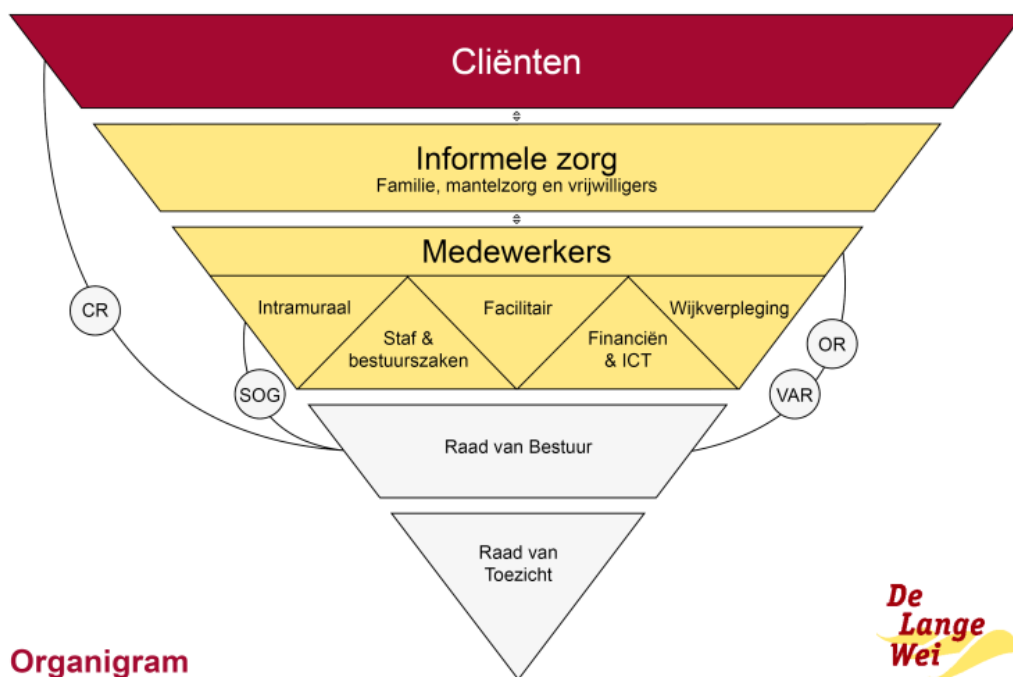 Cliënten
Informele zorg
Familie, mantelzorg en vrijwilligers
Medewerkers
Intramuraal
Facilitair
Wijkverpleging
Staf &
bestuurszaken
Financiën
& ICT
CR
SOG
OR
VAR
Raad van Bestuur
Raad van
Toezicht
Organigram
De
Lange
Wei